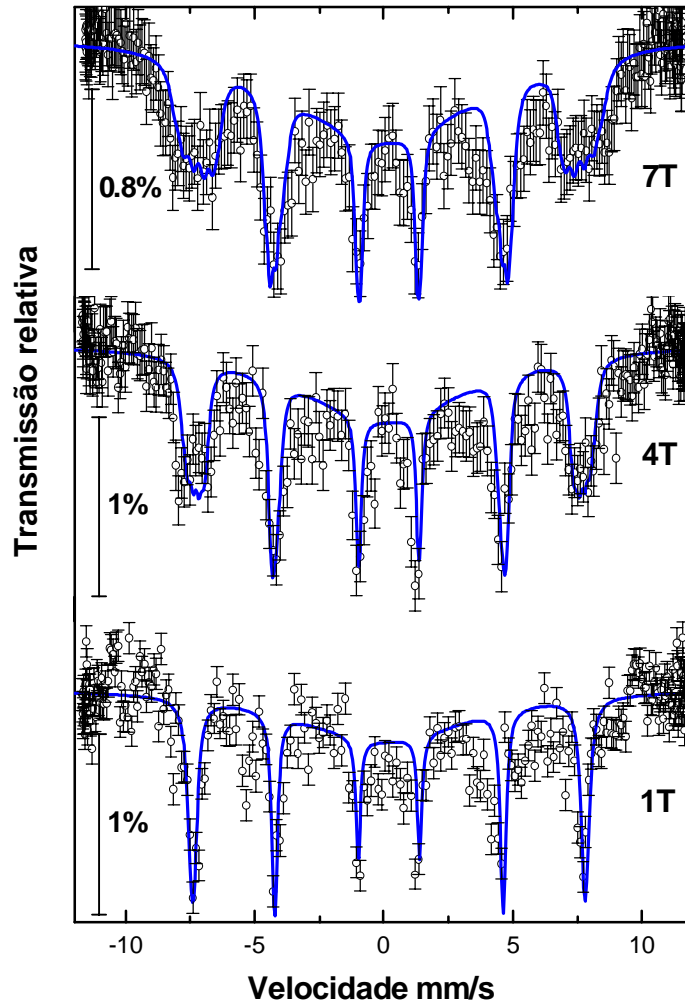 Transmissão relativa
0.8%
7T
1%
4T
1%
1T
-10 -5 0 5 10
Velocidade mm/s